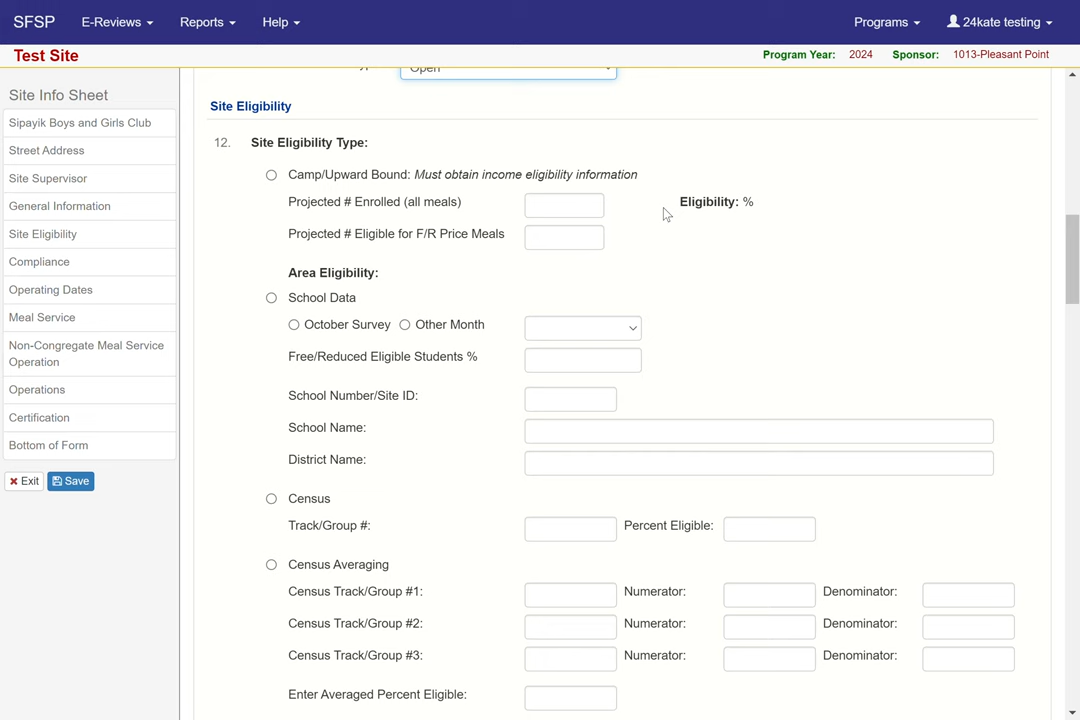 SFSP E-Reviews Reports Help Programs 24kate testing
Test Site Program Year: 2024 Sponsor: 1013-Pleasant Point
Open
Site Info Sheet
Sipayik Boys and Girls Club
Street Address
Site Supervisor
General Information
Site Eligibility
Compliance
Operating Dates
Meal Service
Non-Congregate Meal Service
Operation
Operations
Certification
Bottom of Form
Exit Save
Site Eligibility
12. Site Eligibility Type:
Camp/Upward Bound: Must obtain income eligibility information
Projected # Enrolled (all meals) Eligibility: %
Projected # Eligible for F/R Price Meals
Area Eligibility:
School Data
October Survey Other Month
Free/Reduced Eligible Students %
School Number/Site ID:
School Name:
District Name:
Census
Track/Group #: Percent Eligible:
Census Averaging
Census Track/Group #1: Numerator: Denominator:
Census Track/Group #2: Numerator: Denominator:
Census Track/Group #3: Numerator: Denominator:
Enter Averaged Percent Eligible: